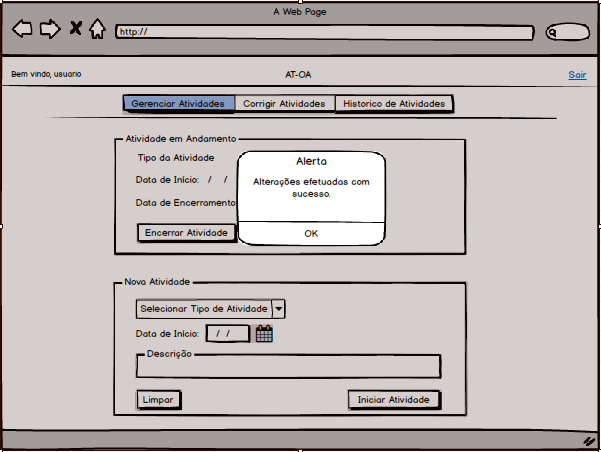 A Web Page
http://
Bem vindo, usuario
AT-OA
Sair
Gerenciar Atividades
Corrigir Atividades
Historico de Atividades
Atividade em Andamento
Tipo da Atividade
Data de Início: / /
Data de Encerramento
Encerrar Atividade
Alerta
Alterações efetuadas com
sucesso.
OK
Nova Atividade
Selecionar Tipo de Atividade
Data de Início: / /
Descrição
Limpar
Iniciar Atividade